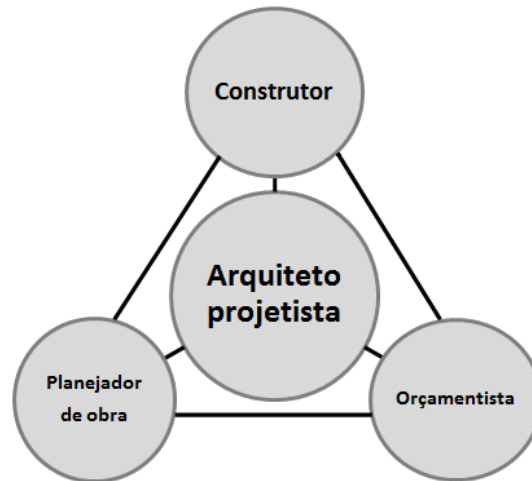 Construtor
Arquiteto
projetista
Planejador
de obra
Orçamentista